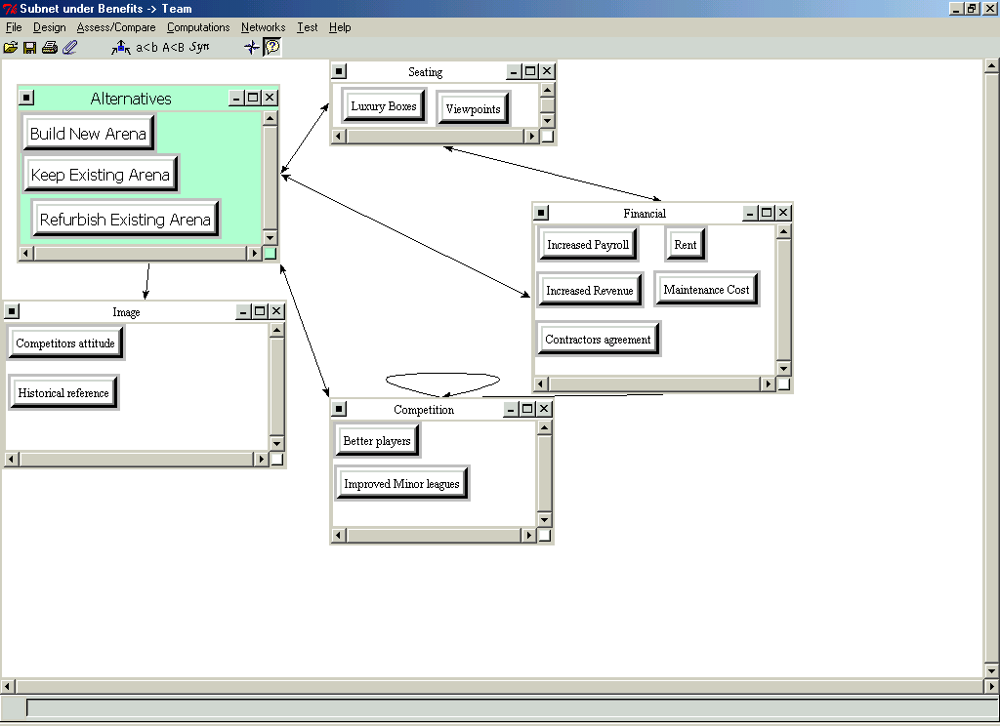 Subnet under Benefits -> Team
File Design Assess/Compare Computations Networks Test Help
a<b A<B Syn
Seating
Luxury Boxes Viewpoints
Alternatives
Build New Arena
Keep Existing Arena
Refurbish Existing Arena
Financial
Increased Payroll Rent
Increased Revenue Maintenance Cost
Contractors agreement
Image
Competitors attitude
Historical reference
Competition
Better players
Improved Minor leagues